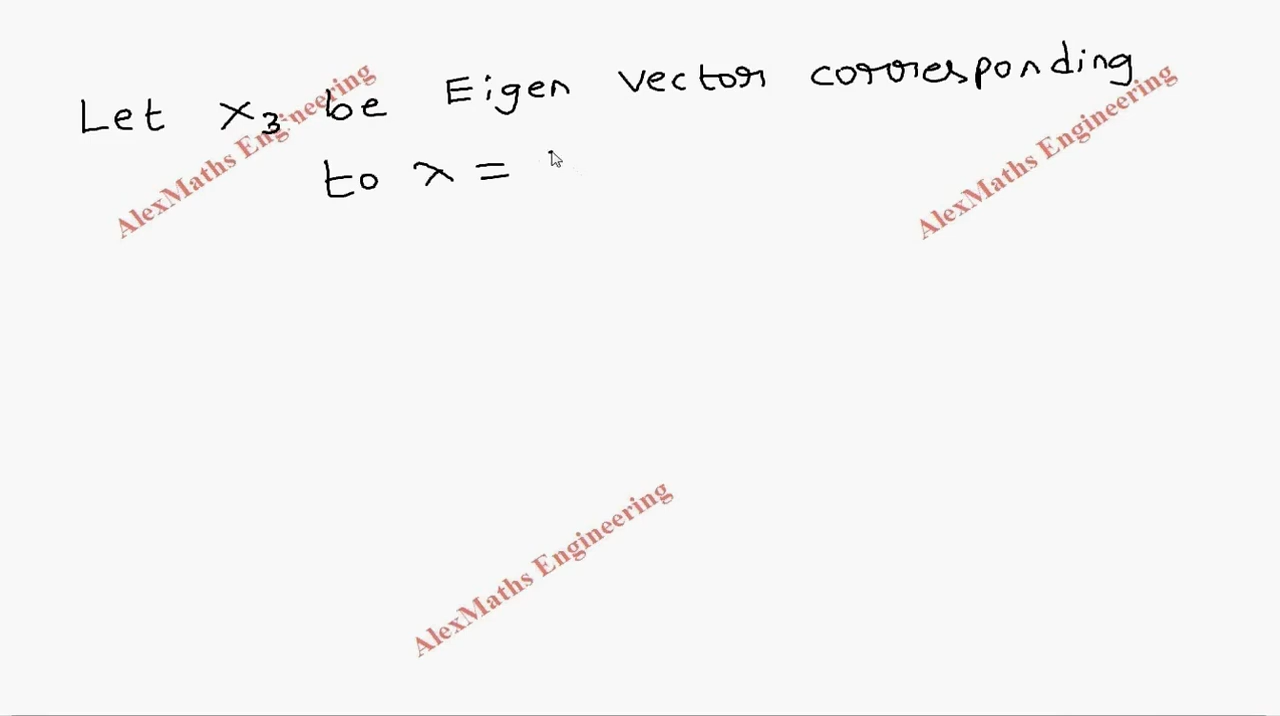 Let X3 be Eigen vector corresponding
to λ =
AlexMaths Engineering
AlexMaths Engineering
AlexMaths Engineering